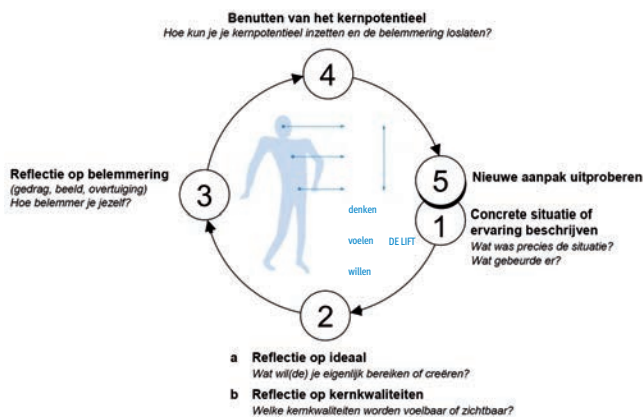 Benutten van het kernpotentieel
Hoe kun je je kernpotentieel inzetten en de belemmering loslaten?
4
5
Nieuwe aanpak uitproberen
1
Concrete situatie of
ervaring beschrijven
Wat was precies de situatie?
Wat gebeurde er?
Reflectie op belemmering
(gedrag, beeld, overtuiging)
Hoe belemmer je jezelf?
3
denken
voelen DE LIFT
willen
2
a Reflectie op ideaal
Wat wil(de) je eigenlijk bereiken of creëren?
b Reflectie op kernkwaliteiten
Welke kernkwaliteiten worden voelbaar of zichtbaar?